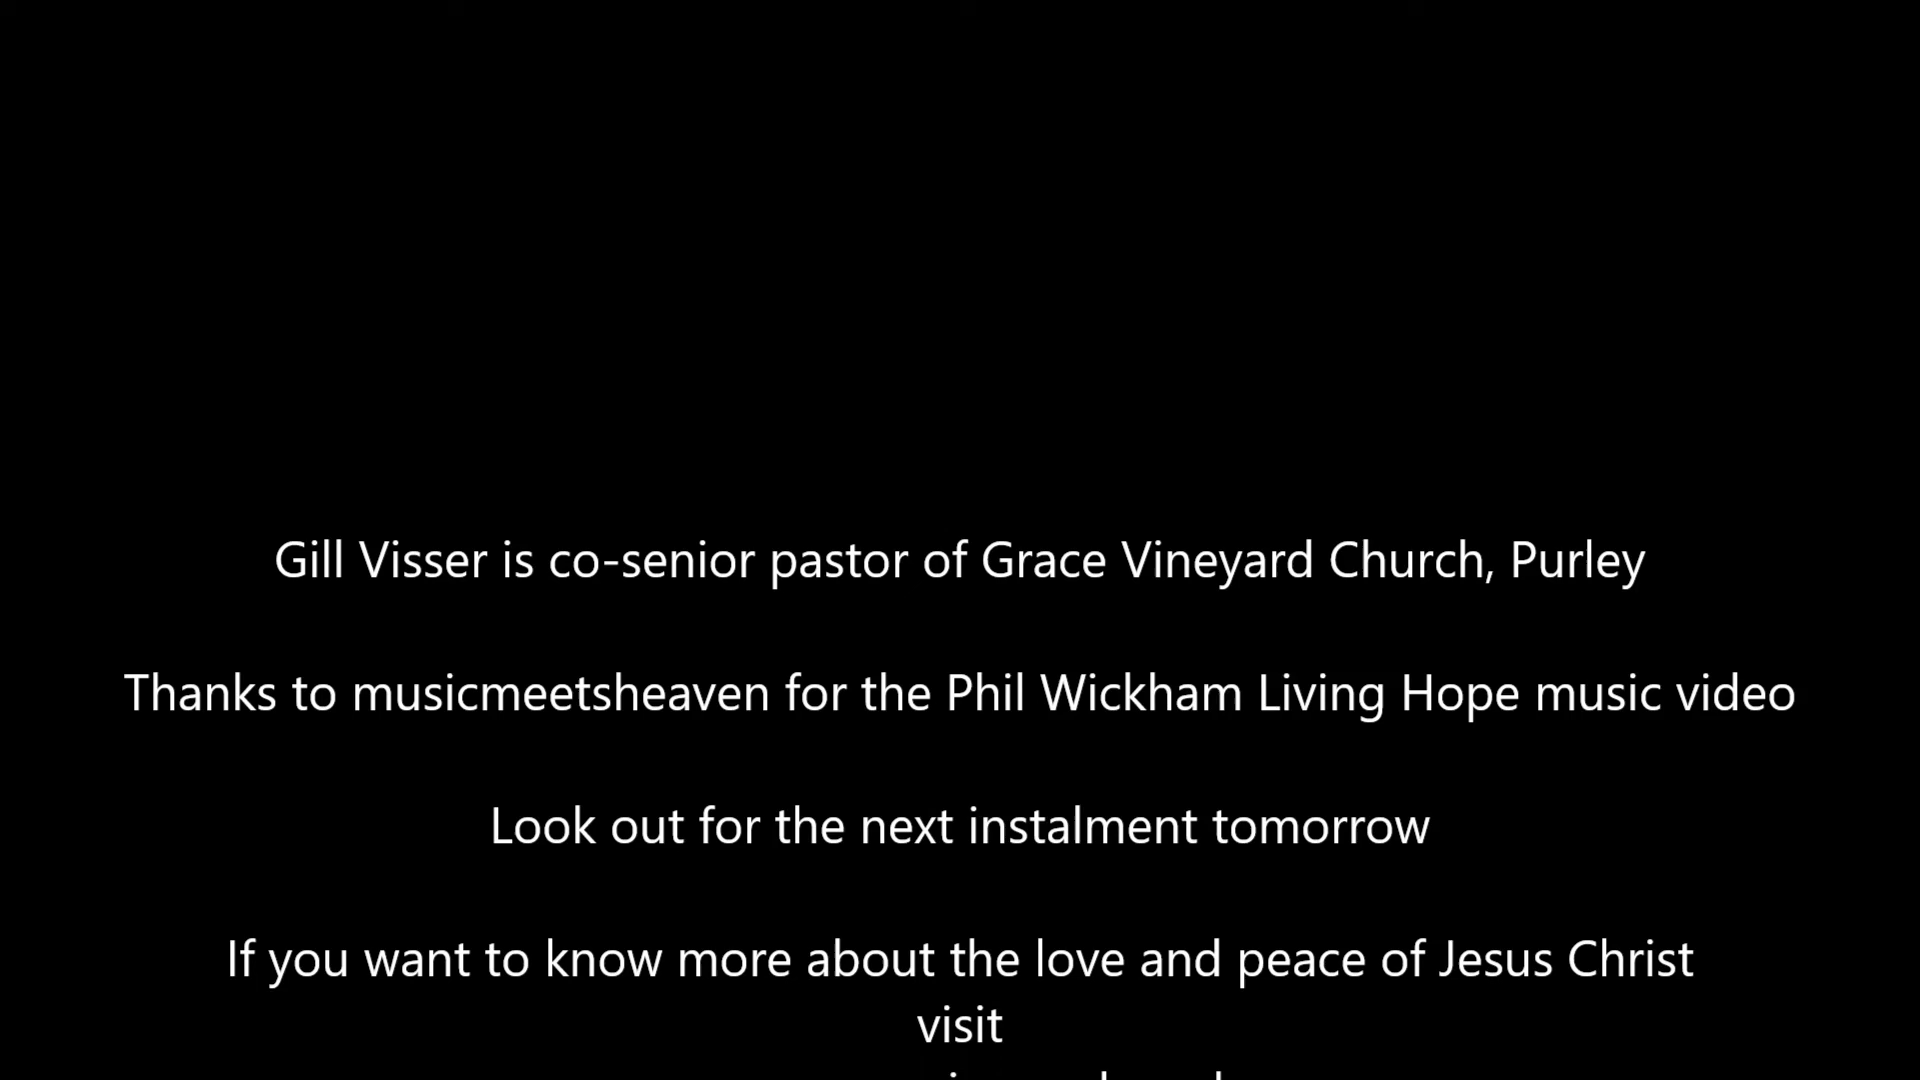 Gill Visser is co-senior pastor of Grace Vineyard Church, Purley
Thanks to musicmeetsheaven for the Phil Wickham Living Hope music video
Look out for the next instalment tomorrow
If you want to know more about the love and peace of Jesus Christ
visit